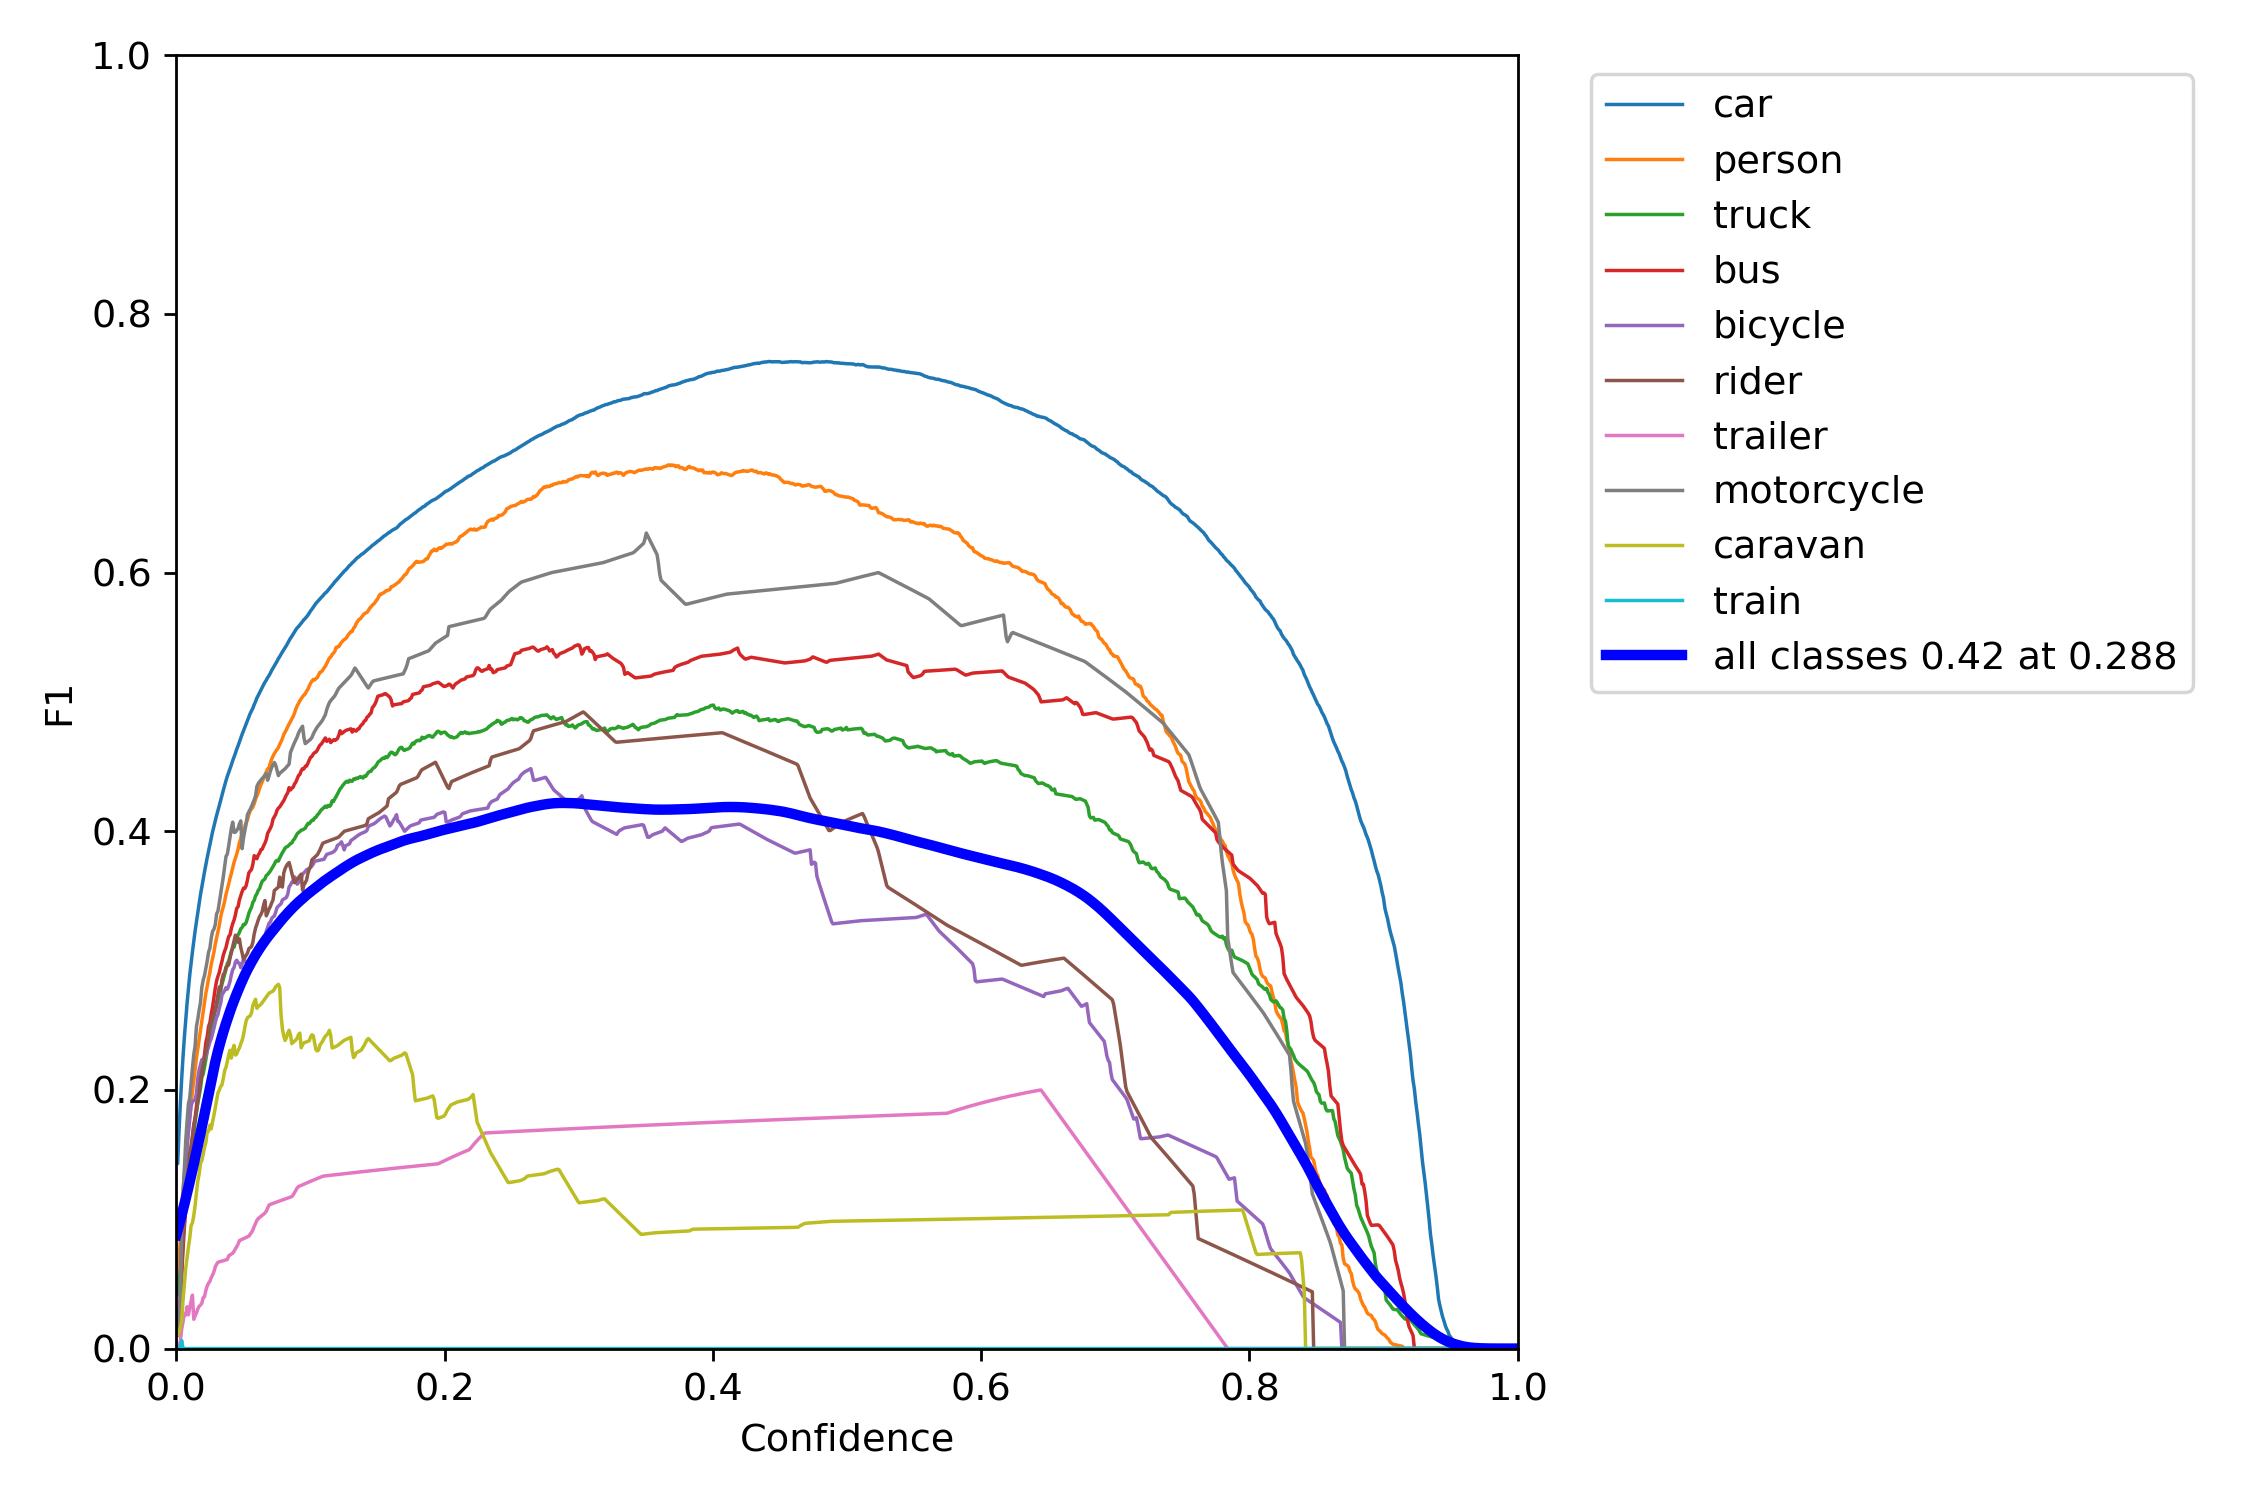 1.0
0.8
0.6
0.4
0.2
0.0
F1
0.0 0.2 0.4 0.6 0.8 1.0
Confidence
car
person
truck
bus
bicycle
rider
trailer
motorcycle
caravan
train
all classes 0.42 at 0.288